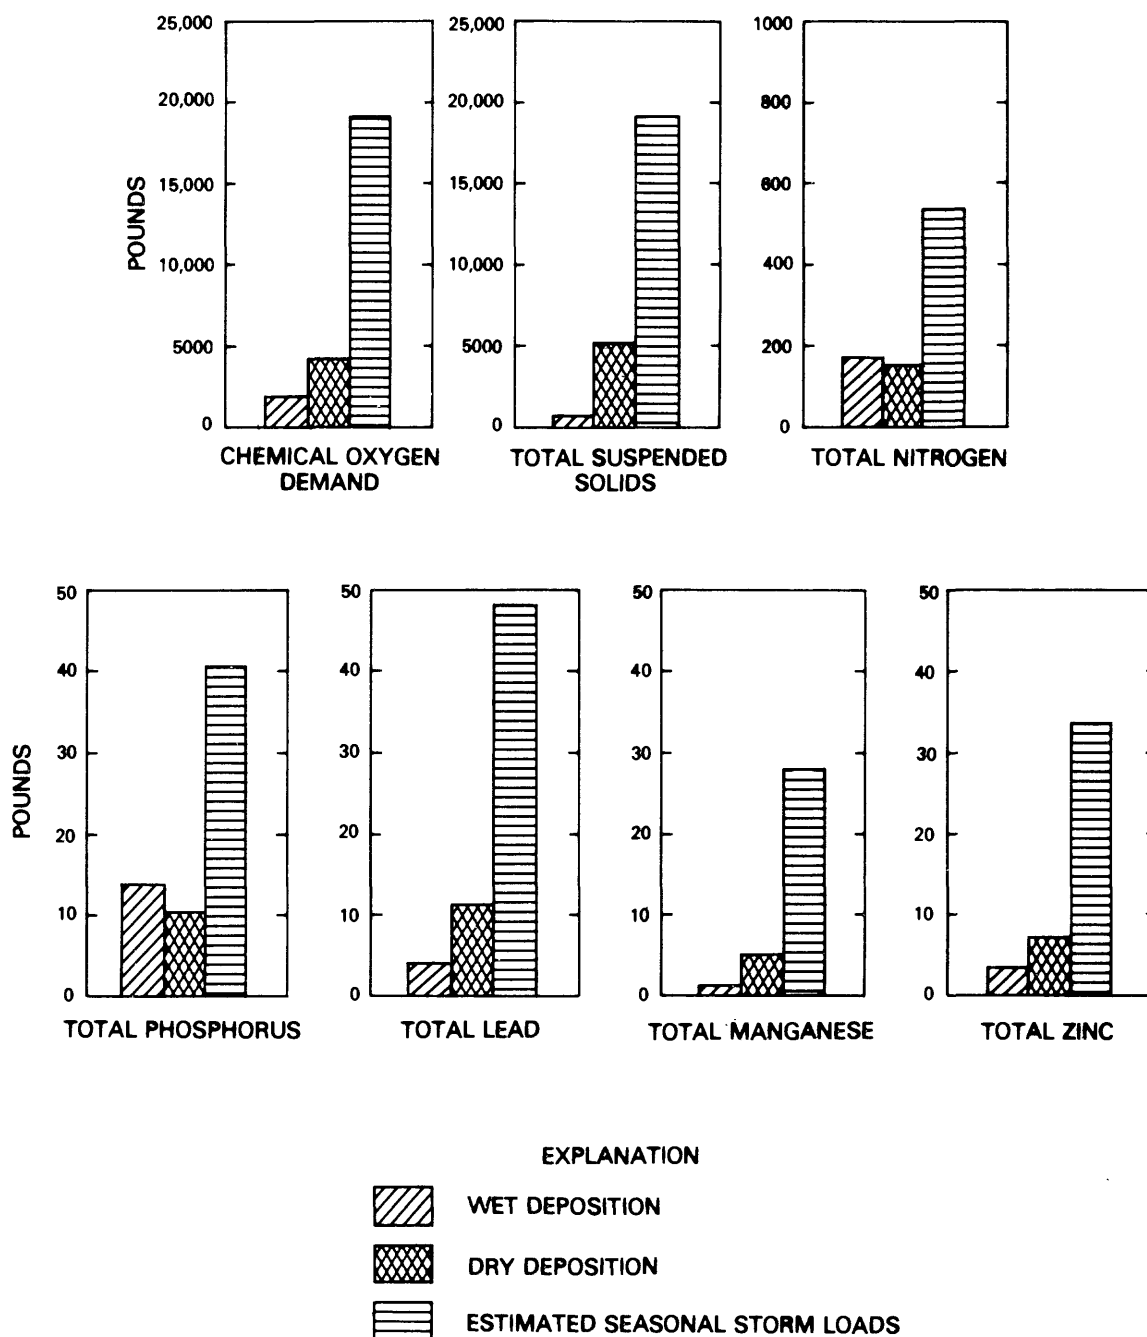 25,000 25,000 1000
20,000 20,000 800
15,000 15,000 600
POUNDS
10,000 10,000 400
5000 5000 200
0 0 0
CHEMICAL OXYGEN TOTAL SUSPENDED TOTAL NITROGEN
DEMAND SOLIDS
50 50 50 50
40 40 40 40
30 30 30 30
POUNDS
20 20 20 20
10 10 10 10
0 0 0 0
TOTAL PHOSPHORUS TOTAL LEAD TOTAL MANGANESE TOTAL ZINC
EXPLANATION
WET DEPOSITION
DRY DEPOSITION
ESTIMATED SEASONAL STORM LOADS